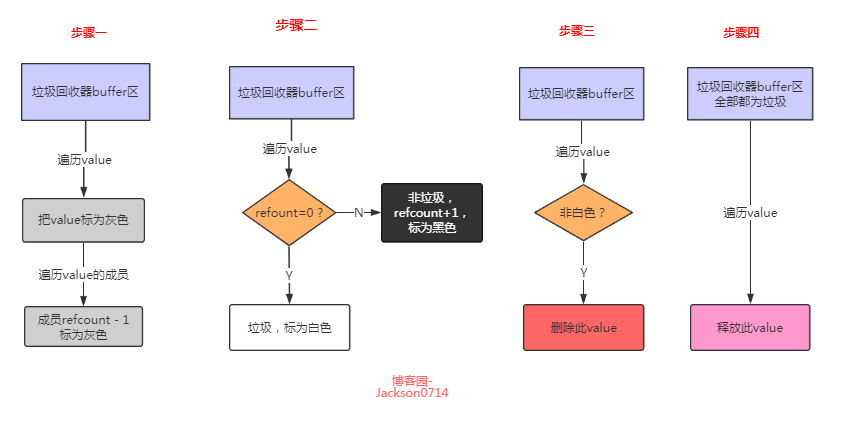 步骤一
垃圾回收器buffer区
遍历value
把value标为灰色
遍历value的成员
成员refcount - 1
标为灰色
步骤二
垃圾回收器buffer区
遍历value
refount=0？
N
非垃圾，
refcount+1，
标为黑色
Y
垃圾，标为白色
步骤三
垃圾回收器buffer区
遍历value
非白色？
Y
删除此value
步骤四
垃圾回收器buffer区
全部都为垃圾
遍历value
释放此value
博客园-
Jackson0714